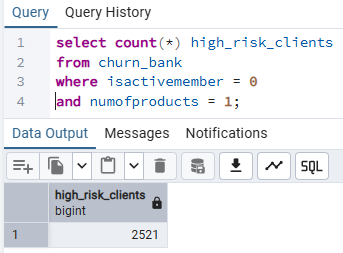 Query Query History
1 select count(*) high_risk_clients
2 from churn_bank
3 where isactivemember = 0
4 and numofproducts = 1;
Data Output Messages Notifications
SQL
high_risk_clients
bigint
1 2521